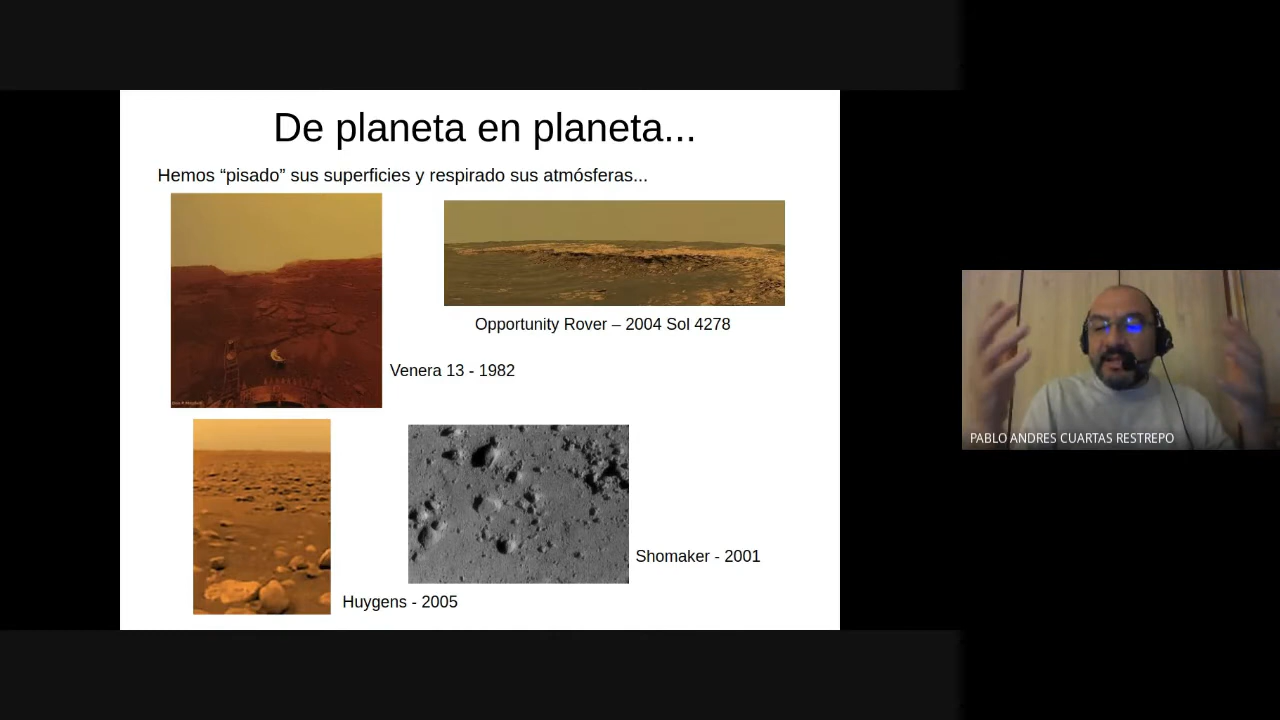 De planeta en planeta...
Hemos “pisado” sus superficies y respirado sus atmósferas...
Opportunity Rover – 2004 Sol 4278
Venera 13 - 1982
Shomaker - 2001
Huygens - 2005
PABLO ANDRES CUARTAS RESTREPO